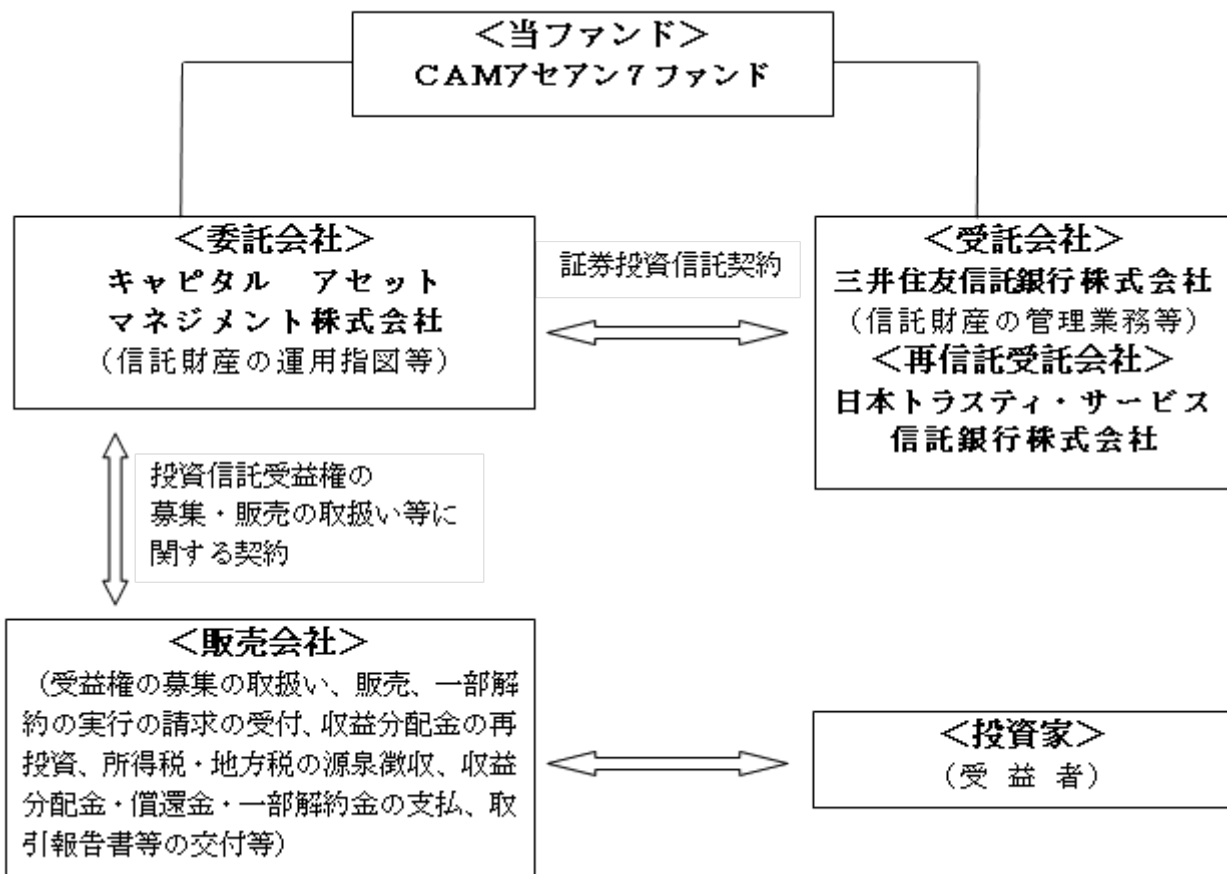 ＜当ファンド＞
ＣＡＭアセアン７ファンド
＜委託会社＞
キャピタル　アセット
マネジメント株式会社
（信託財産の運用指図等）
証券投資信託契約
＜受託会社＞
三井住友信託銀行株式会社
（信託財産の管理業務等）
＜再信託受託会社＞
日本トラスティ・サービス
信託銀行株式会社
投資信託受益権の
募集・販売の取扱い等に
関する契約
＜販売会社＞
（受益権の募集の取扱い、販売、一部解
約の実行の請求の受付、収益分配金の再
投資、所得税・地方税の源泉徴収、収益
分配金・償還金・一部解約金の支払、取
引報告書等の交付等）
＜投資家＞
（受 益 者）